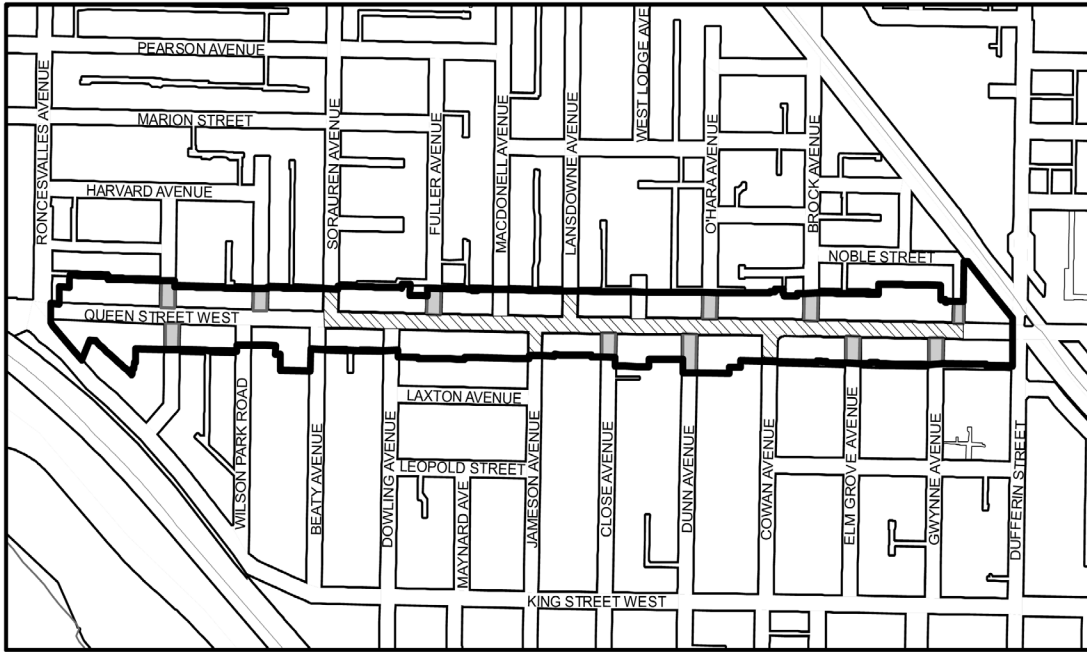 PEARSON AVENUE
MARION STREET
HARVARD AVENUE
RONCESVALLES AVENUE
SORAUREN AVENUE
FULLER AVENUE
MACDONELL AVENUE
LANSDOWNE AVENUE
WEST LODGE AVE
O'HARA AVENUE
BROCK AVENUE
NOBLE STREET
QUEEN STREET WEST
WILSON PARK ROAD
BEATY AVENUE
DOWLING AVENUE
LAXTON AVENUE
LEOPOLD STREET
MAYNARD AVE
JAMESON AVENUE
CLOSE AVENUE
DUNN AVENUE
COWAN AVENUE
ELM GROVE AVENUE
GWYNNE AVENUE
DUFFERIN STREET
KING STREET WEST